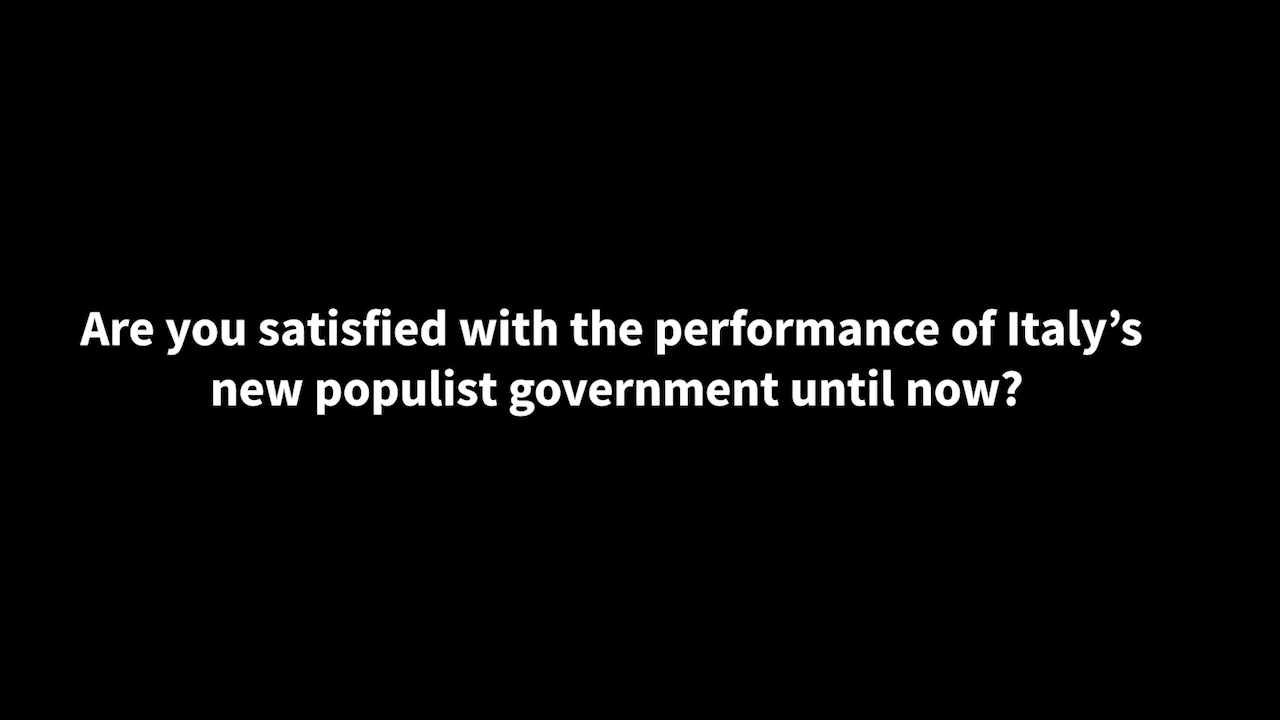 Are you satisfied with the performance of Italy’s
new populist government until now?